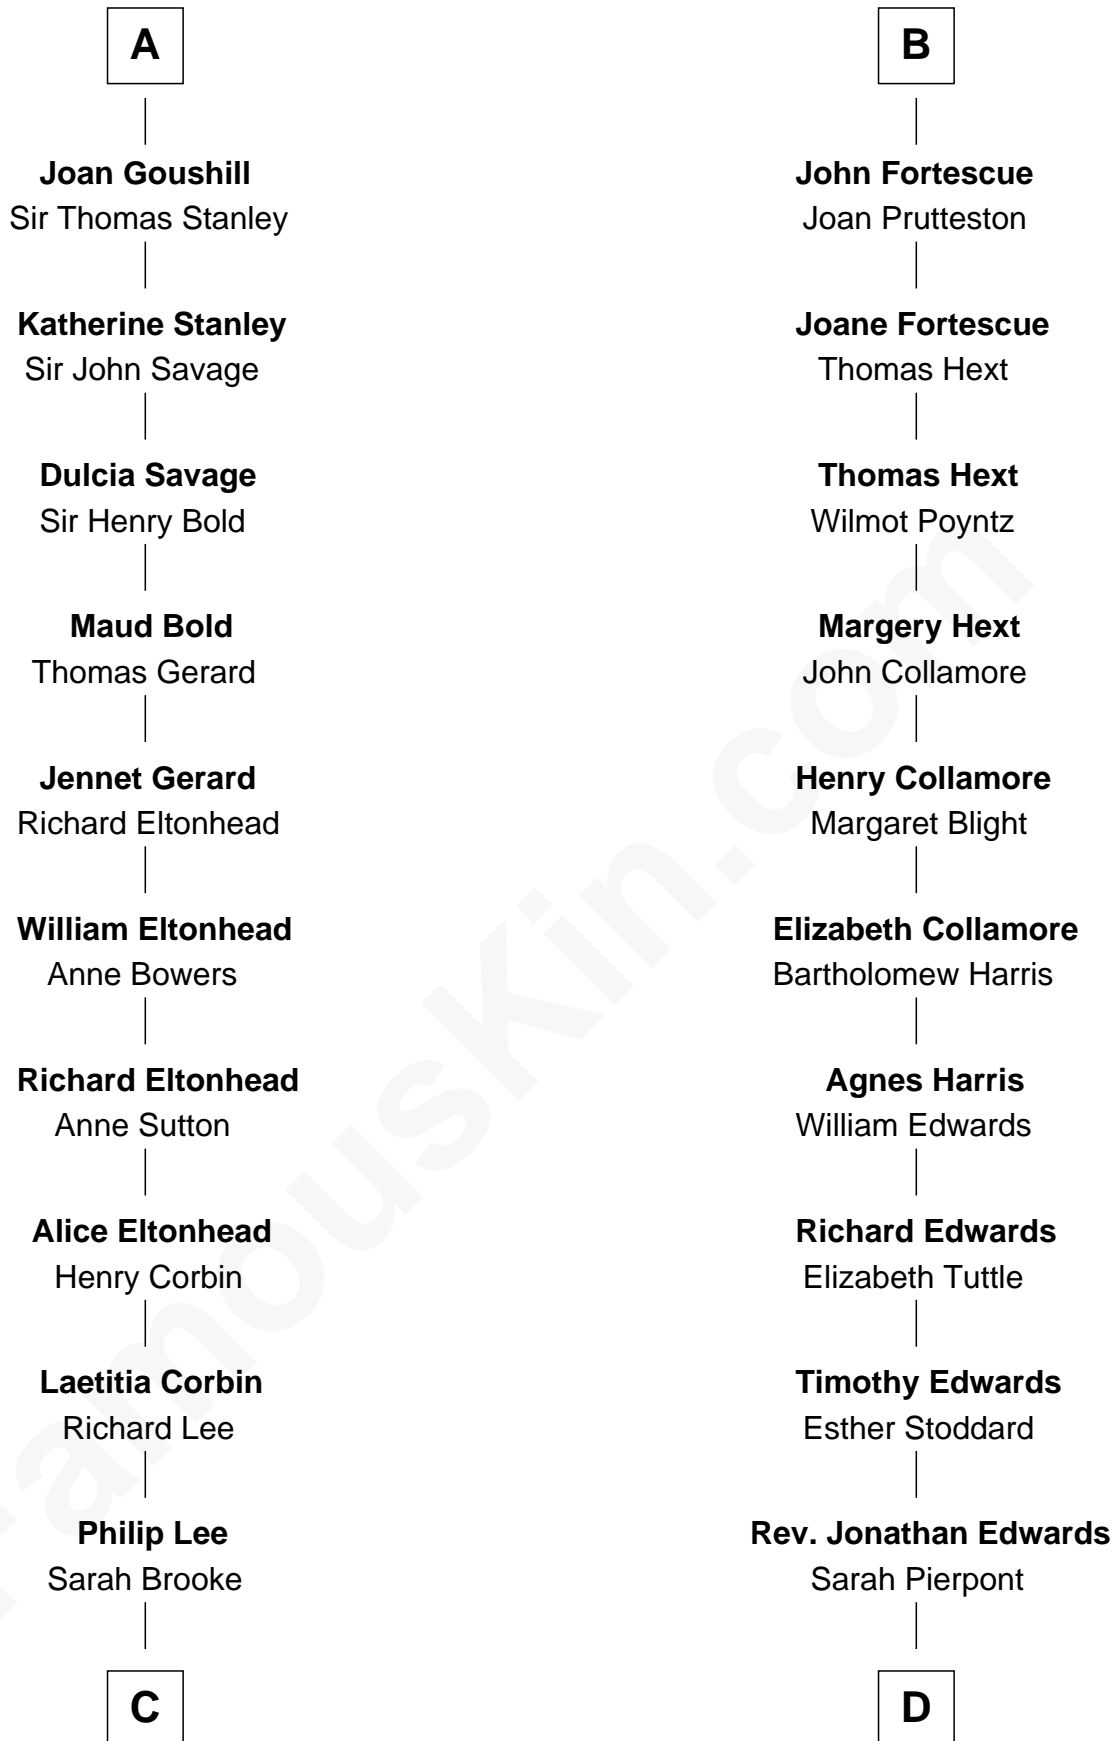 A
Joan Goushill
Sir Thomas Stanley
Katherine Stanley
Sir John Savage
Dulcia Savage
Sir Henry Bold
Maud Bold
Thomas Gerard
Jennet Gerard
Richard Eltonhead
William Eltonhead
Anne Bowers
Richard Eltonhead
Anne Sutton
Alice Eltonhead
Henry Corbin
Laetitia Corbin
Richard Lee
Philip Lee
Sarah Brooke
C
B
John Fortescue
Joan Prutteston
Joane Fortescue
Thomas Hext
Thomas Hext
Wilmot Poyntz
Margery Hext
John Collamore
Henry Collamore
Margaret Blight
Elizabeth Collamore
Bartholomew Harris
Agnes Harris
William Edwards
Richard Edwards
Elizabeth Tuttle
Timothy Edwards
Esther Stoddard
Rev. Jonathan Edwards
Sarah Pierpont
D
FamousKin.com